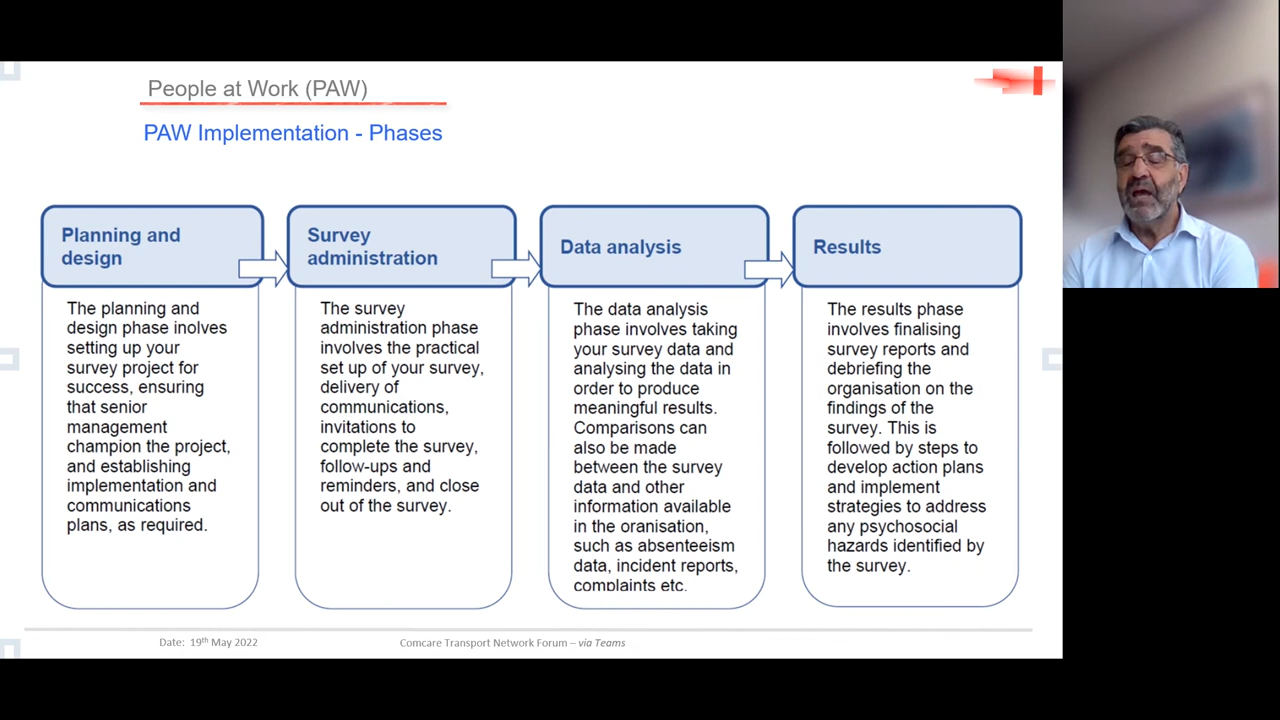 People at Work (PAW)
PAW Implementation - Phases
Planning and
design
The planning and
design phase inolves
setting up your
survey project for
success, ensuring
that senior
management
champion the project,
and establishing
implementation and
communications
plans, as required.
Survey
administration
The survey
administration phase
involves the practical
set up of your survey,
delivery of
communications,
invitations to
complete the survey,
follow-ups and
reminders, and close
out of the survey.
Data analysis
The data analysis
phase involves taking
your survey data and
analysing the data in
order to produce
meaningful results.
Comparisons can
also be made
between the survey
data and other
information available
in the oranisation,
such as absenteeism
data, incident reports,
complaints etc.
Results
The results phase
involves finalising
survey reports and
debriefing the
organisation on the
findings of the
survey. This is
followed by steps to
develop action plans
and implement
strategies to address
any psychosocial
hazards identified by
the survey.
Date: 19th May 2022
Comcare Transport Network Forum – via Teams